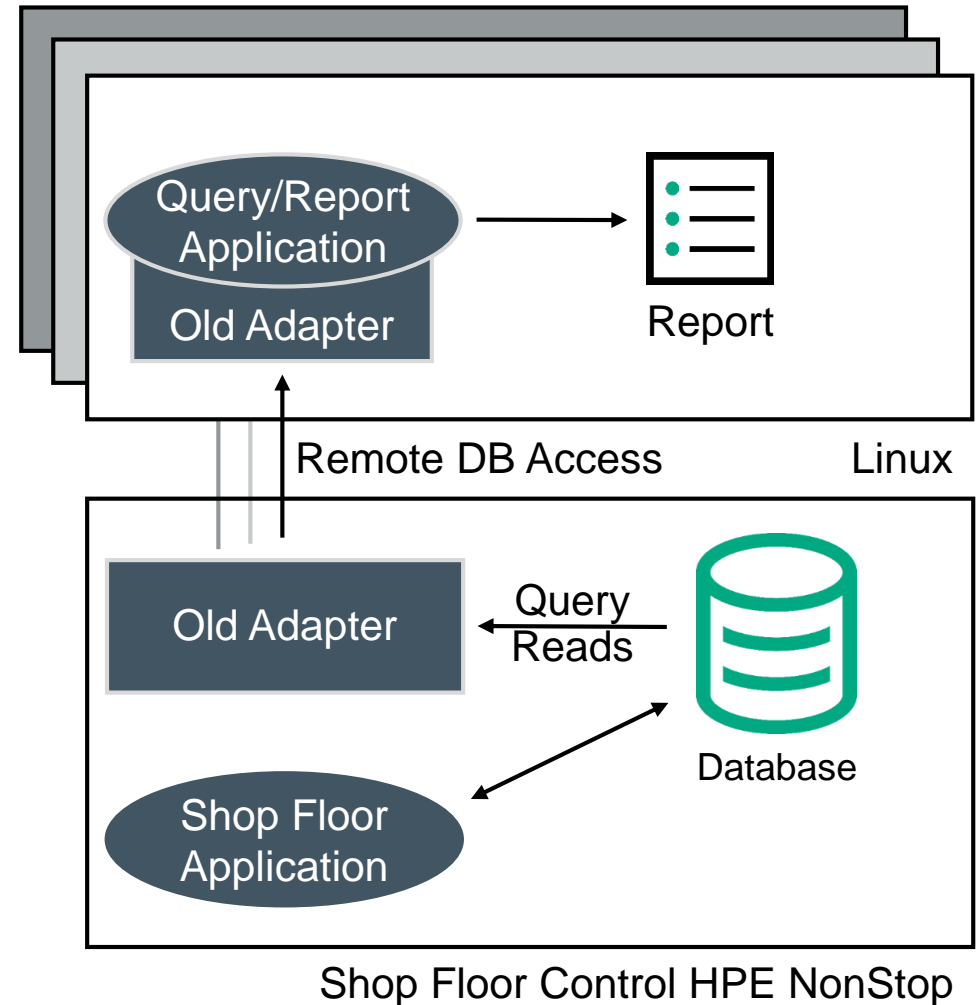 Query/Report
Application
Old Adapter
Report
Remote DB Access
Linux
Old Adapter
Query
Reads
Database
Shop Floor
Application
Shop Floor Control HPE NonStop